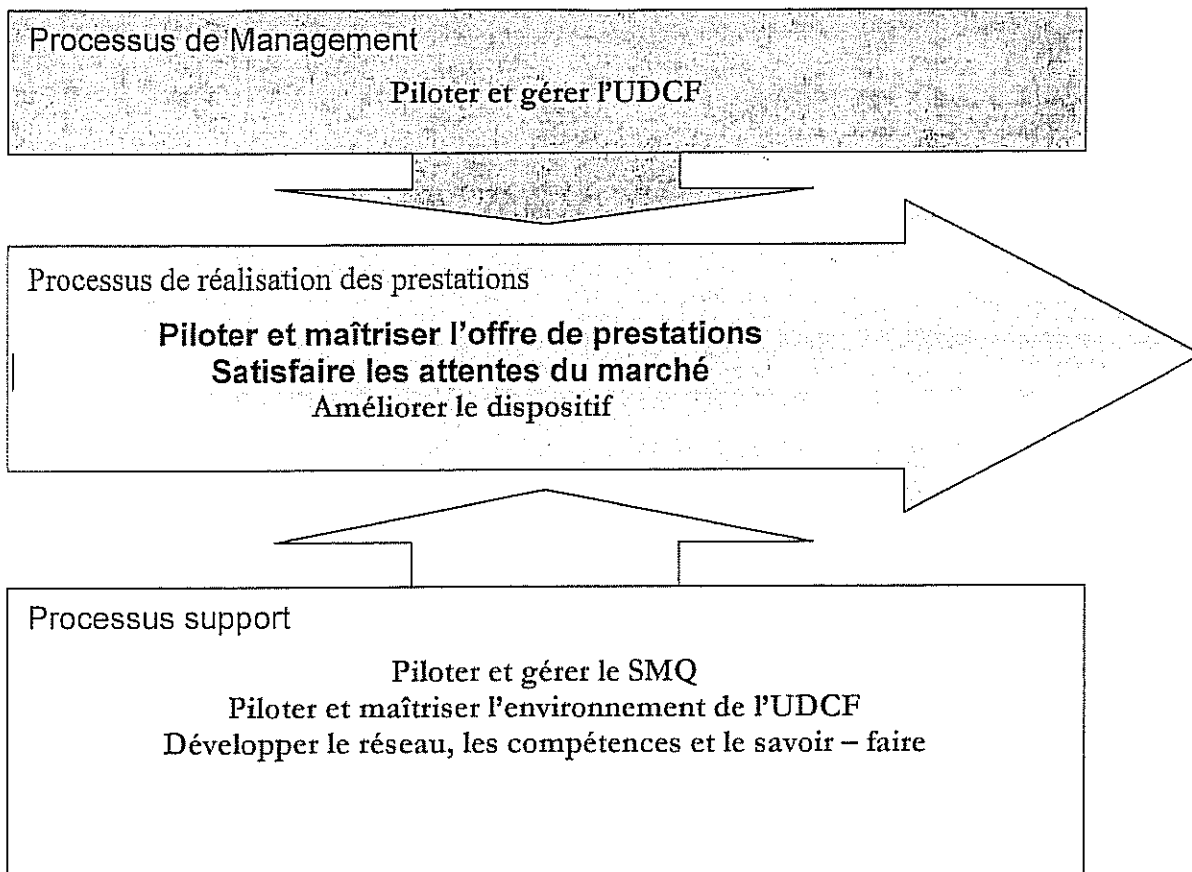 Processus de Management
Piloter et gérer l'UDCF
Processus de réalisation des prestations
Piloter et maîtriser l'offre de prestations
Satisfaire les attentes du marché
Améliorer le dispositif
Processus support
Piloter et gérer le SMQ
Piloter et maîtriser l'environnement de l'UDCF
Développer le réseau, les compétences et le savoir – faire